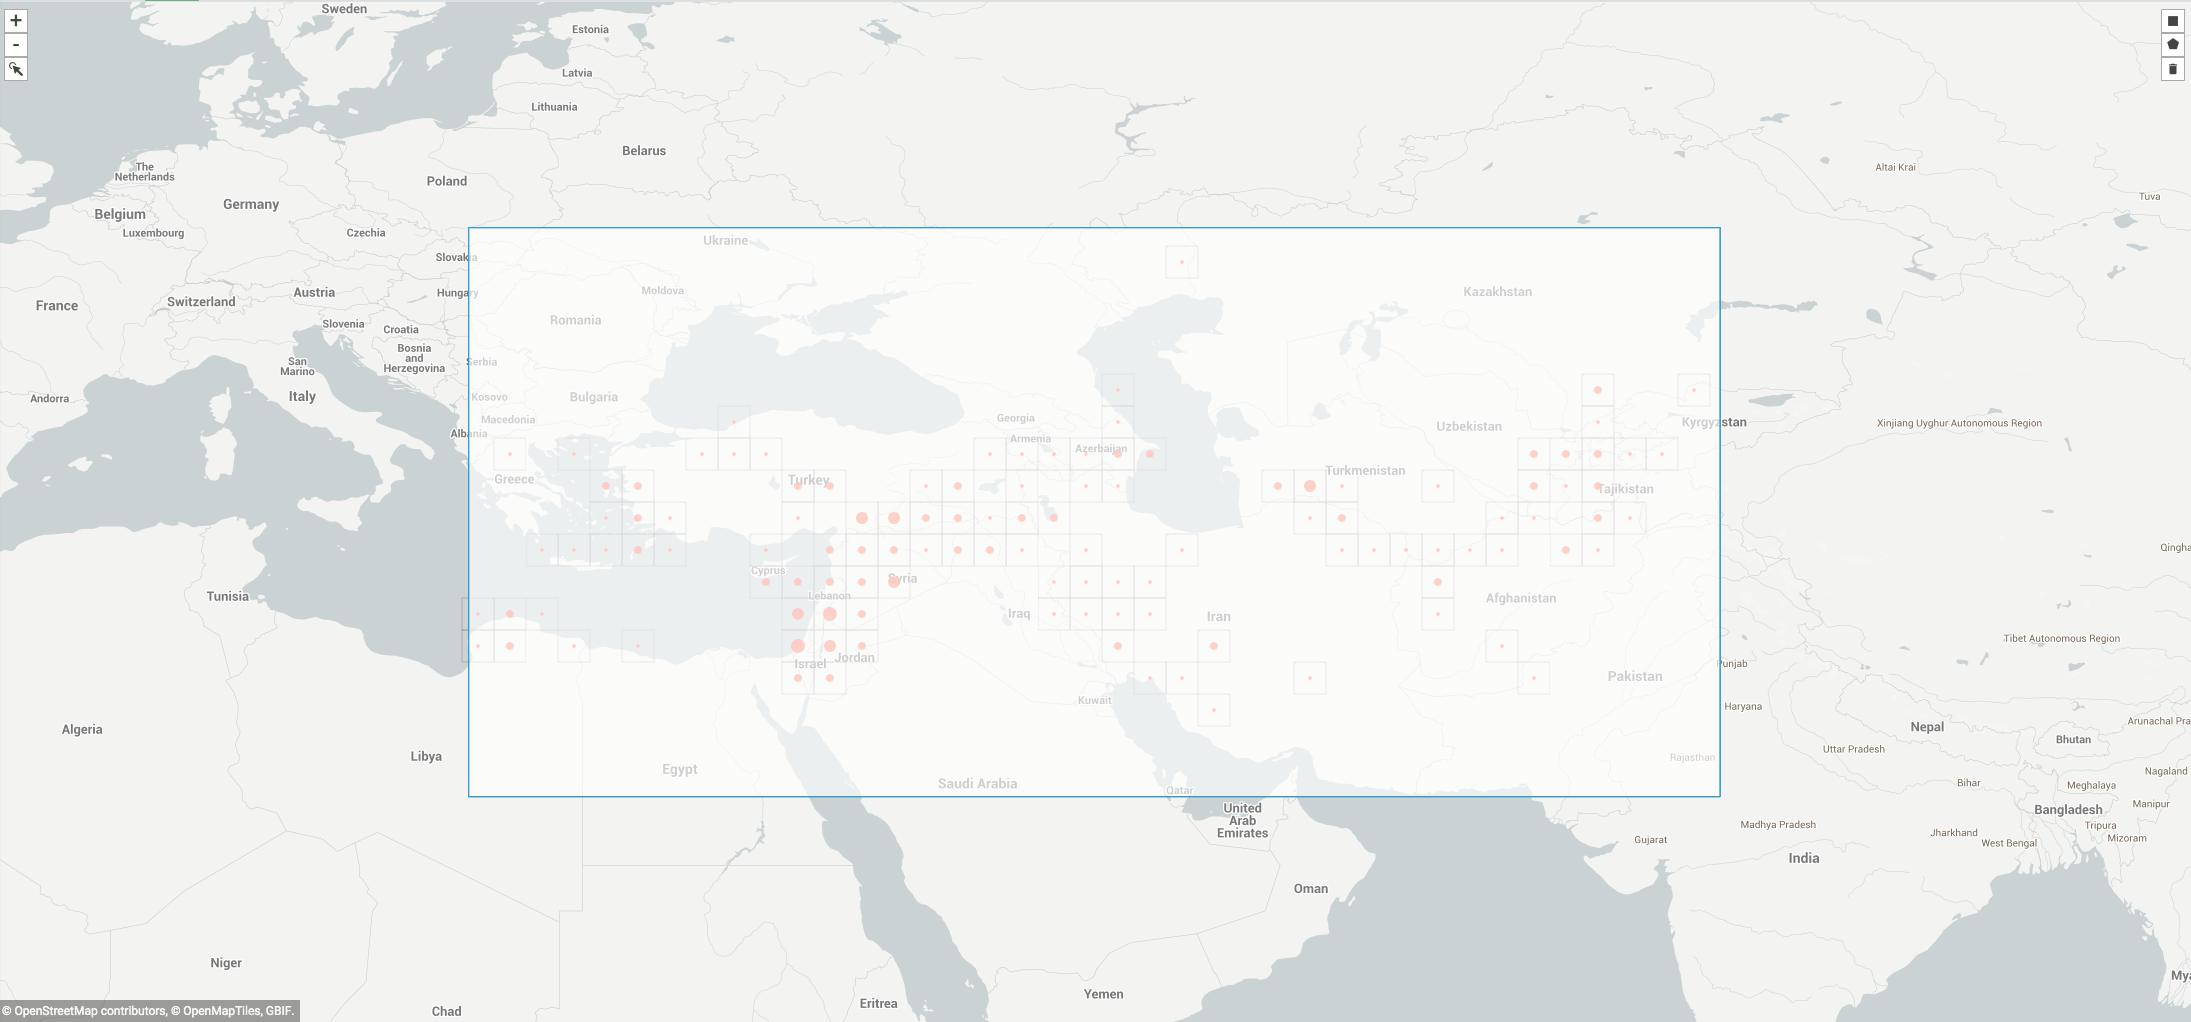 Sweden
+
Estonia
-
Latvia
Lithuania
Belarus
The
Netherlands
Altai Krai
Poland
Tuva
Germany
Belgium
Luxembourg
Czechia
Ukraine
Slovakia
Moldova
Kazakhstan
Austria
Hungary
Switzerland
France
Romania
Slovenia
Croatia
Bosnia
and
Herzegovina
San
Marino
Serbia
Italy
Andorra
Kosovo
Bulgaria
Macedonia
Georgia
Kyrgyzstan
Xinjiang Uyghur Autonomous Region
Uzbekistan
Albania
Armenia
Azerbaijan
Turkmenistan
Greece
Turkey
Tajikistan
Qingha
Cyprus
Syria
Tunisia
Lebanon
Afghanistan
Iraq
Iran
Tibet Autonomous Region
Jordan
Israel
Punjab
Pakistan
Kuwait
Haryana
Arunachal Pra
Algeria
Nepal
Bhutan
Uttar Pradesh
Libya
Rajasthan
Egypt
Nagaland
Saudi Arabia
Bihar
Meghalaya
Qatar
Manipur
United
Arab
Emirates
Bangladesh
Madhya Pradesh
Tripura
Jharkhand
Mizoram
Gujarat
West Bengal
India
Oman
Niger
Mya
Yemen
Eritrea
Chad
© OpenStreetMap contributors, © OpenMapTiles, GBIF.